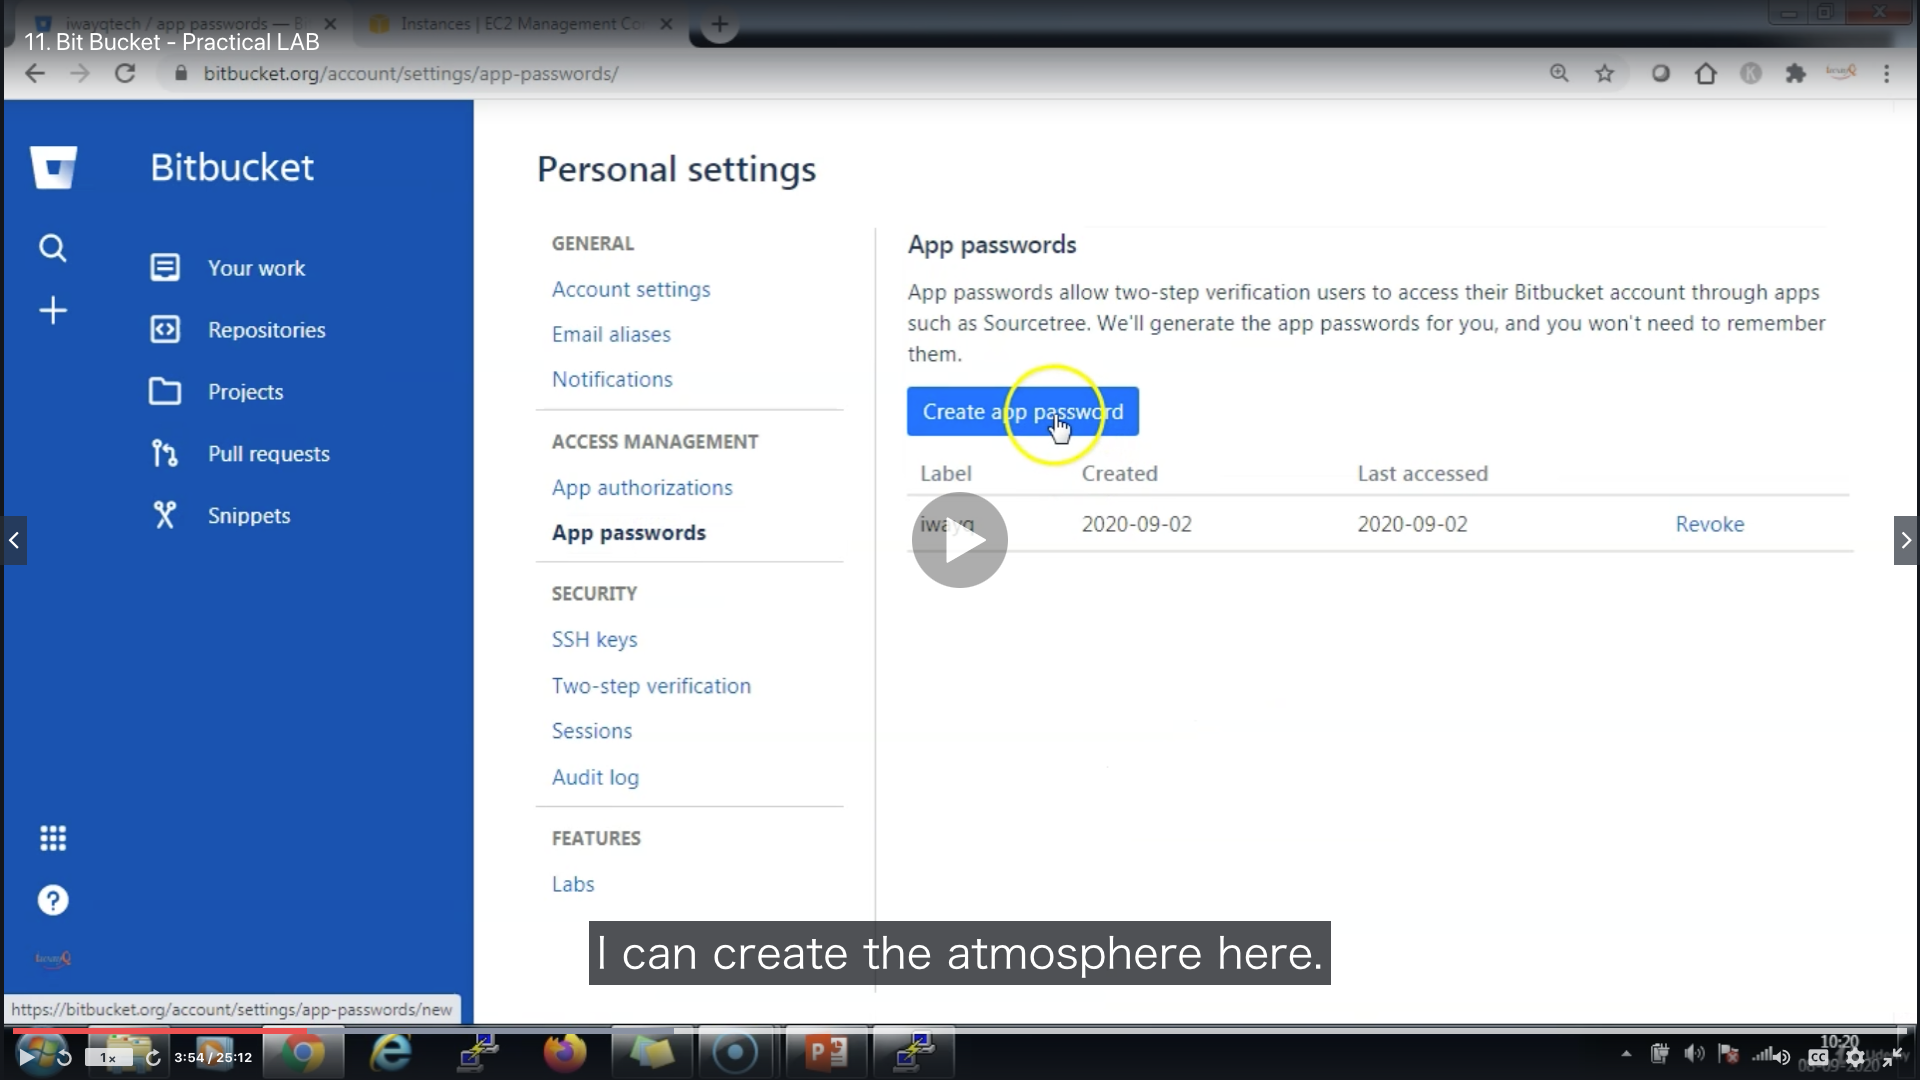 iwayqtech / app passwords — Bi
Instances | EC2 Management Co
11. Bit Bucket - Practical LAB
bitbucket.org/account/settings/app-passwords/
K
Bitbucket
Your work
Repositories
Projects
Pull requests
Snippets
Personal settings
GENERAL
Account settings
Email aliases
Notifications
ACCESS MANAGEMENT
App authorizations
App passwords
SECURITY
SSH keys
Two-step verification
Sessions
Audit log
FEATURES
Labs
App passwords
App passwords allow two-step verification users to access their Bitbucket account through apps
such as Sourcetree. We'll generate the app passwords for you, and you won't need to remember
them.
Create app password
Label Created Last accessed
iwayq 2020-09-02 2020-09-02 Revoke
I can create the atmosphere here.
https://bitbucket.org/account/settings/app-passwords/new
1x
3:54 / 25:12
10:20
CC